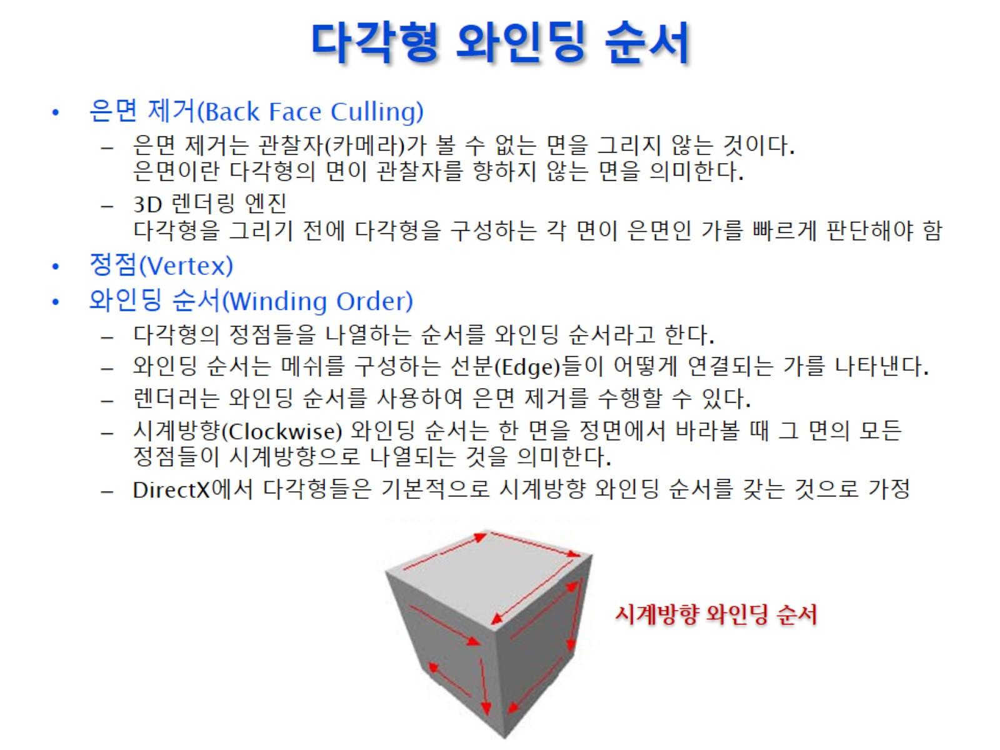 다각형 와인딩 순서
• 은면 제거(Back Face Culling)
– 은면 제거는 관찰자(카메라)가 볼 수 없는 면을 그리지 않는 것이다.
은면이란 다각형의 면이 관찰자를 향하지 않는 면을 의미한다.
– 3D 렌더링 엔진
다각형을 그리기 전에 다각형을 구성하는 각 면이 은면인 가를 빠르게 판단해야 함
• 정점(Vertex)
• 와인딩 순서(Winding Order)
– 다각형의 정점들을 나열하는 순서를 와인딩 순서라고 한다.
– 와인딩 순서는 메쉬를 구성하는 선분(Edge)들이 어떻게 연결되는 가를 나타낸다.
– 렌더러는 와인딩 순서를 사용하여 은면 제거를 수행할 수 있다.
– 시계방향(Clockwise) 와인딩 순서는 한 면을 정면에서 바라볼 때 그 면의 모든
정점들이 시계방향으로 나열되는 것을 의미한다.
– DirectX에서 다각형들은 기본적으로 시계방향 와인딩 순서를 갖는 것으로 가정
시계방향 와인딩 순서